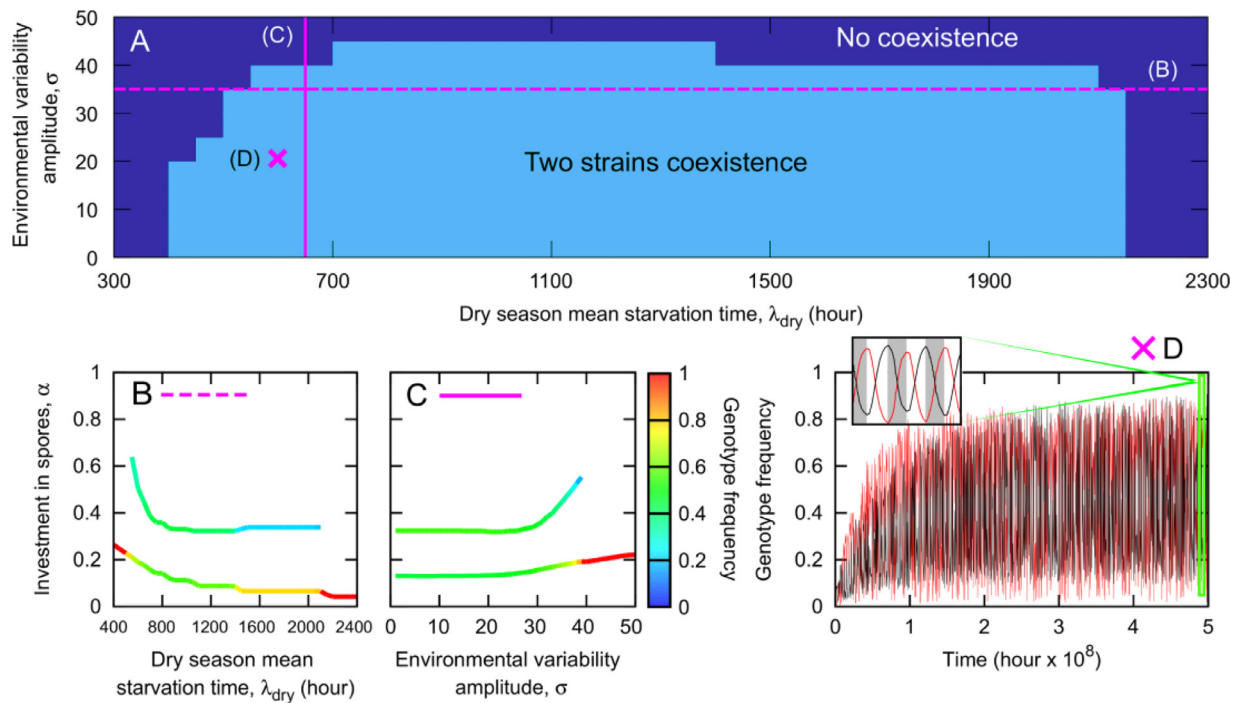 A
(C)
No coexistence
(B)
(D)
Two strains coexistence
Environmental variability
amplitude, σ
50
40
30
20
10
0
300
700
1100
1500
1900
2300
Dry season mean starvation time, λdry (hour)
B
Investment in spores, α
1
0.8
0.6
0.4
0.2
0
400
800
1200
1600
2000
2400
Dry season mean
starvation time, λdry (hour)
C
0
10
20
30
40
50
Environmental variability
amplitude, σ
1
0.8
0.6
0.4
0.2
0
Genotype frequency
D
Genotype frequency
1
0.8
0.6
0.4
0.2
0
0
1
2
3
4
5
Time (hour x 10⁸)